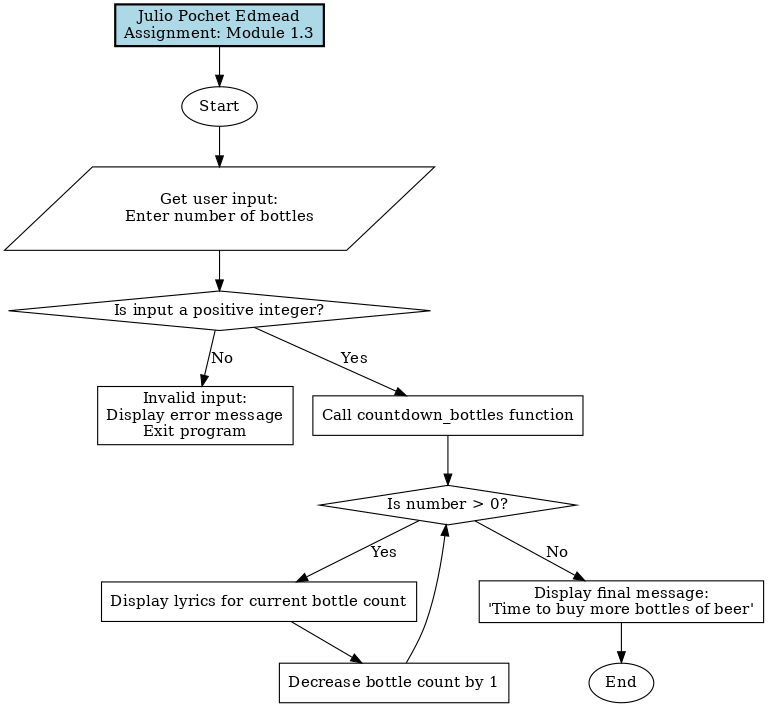 Julio Pochet Edmead
Assignment: Module 1.3
Start
Get user input:
Enter number of bottles
Is input a positive integer?
No
Yes
Invalid input:
Display error message
Exit program
Call countdown_bottles function
Is number > 0?
Yes
No
Display lyrics for current bottle count
Display final message:
'Time to buy more bottles of beer'
Decrease bottle count by 1
End